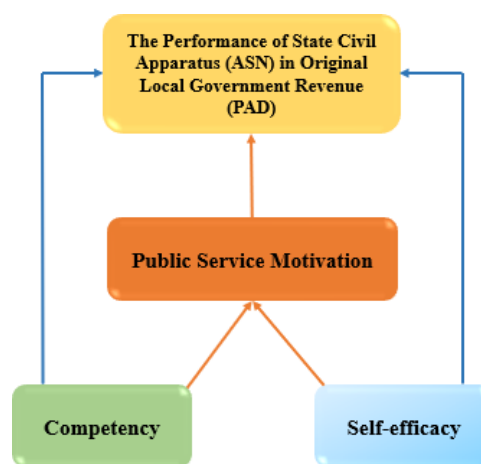 The Performance of State Civil
Apparatus (ASN) in Original
Local Government Revenue
(PAD)
Public Service Motivation
Competency
Self-efficacy